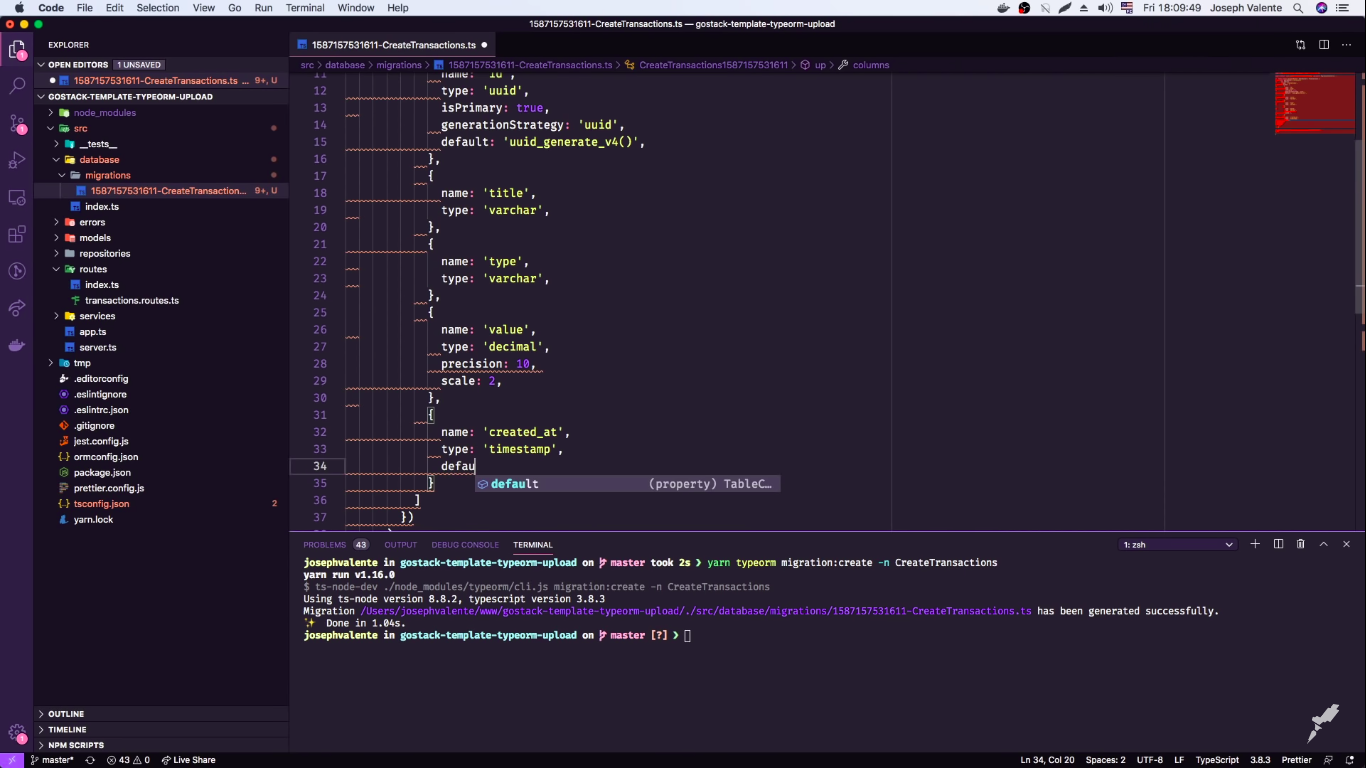 Code File Edit Selection View Go Run Terminal Window Help Fri 18:09:49 Joseph Valente
1587157531611-CreateTransactions.ts — gostack-template-typeorm-upload
EXPLORER
OPEN EDITORS 1 UNSAVED
1587157531611-CreateTransactions.ts 9+, U
GOSTACK-TEMPLATE-TYPEORM-UPLOAD
node_modules
src
__tests__
database
migrations
1587157531611-CreateTransaction... 9+, U
index.ts
errors
models
repositories
routes
index.ts
transactions.routes.ts
services
app.ts
server.ts
tmp
.editorconfig
.eslintignore
.eslintrc.json
.gitignore
jest.config.js
ormconfig.json
package.json
prettier.config.js
tsconfig.json 2
yarn.lock
OUTLINE
TIMELINE
NPM SCRIPTS
1587157531611-CreateTransactions.ts
src > database > migrations > 1587157531611-CreateTransactions.ts > CreateTransactions1587157531611 > up > columns
11 name: 'id',
12 type: 'uuid',
13 isPrimary: true,
14 generationStrategy: 'uuid',
15 default: 'uuid_generate_v4()',
16 },
17 {
18 name: 'title',
19 type: 'varchar',
20 },
21 {
22 name: 'type',
23 type: 'varchar',
24 },
25 {
26 name: 'value',
27 type: 'decimal',
28 precision: 10,
29 scale: 2,
30 },
31 {
32 name: 'created_at',
33 type: 'timestamp',
34 defau
default (property) TableC...
35 }
36 ]
37 })
PROBLEMS 43 OUTPUT DEBUG CONSOLE TERMINAL 1: zsh
josephvalente in gostack-template-typeorm-upload on master took 2s ❯ yarn typeorm migration:create -n CreateTransactions
yarn run v1.16.0
$ ts-node-dev ./node_modules/typeorm/cli.js migration:create -n CreateTransactions
Using ts-node version 8.8.2, typescript version 3.8.3
Migration /Users/josephvalente/www/gostack-template-typeorm-upload/./src/database/migrations/1587157531611-CreateTransactions.ts has been generated successfully.
✨ Done in 1.04s.
josephvalente in gostack-template-typeorm-upload on master [?] ❯
master* 43 0 Live Share Ln 34, Col 20 Spaces: 2 UTF-8 LF TypeScript 3.8.3 Prettier